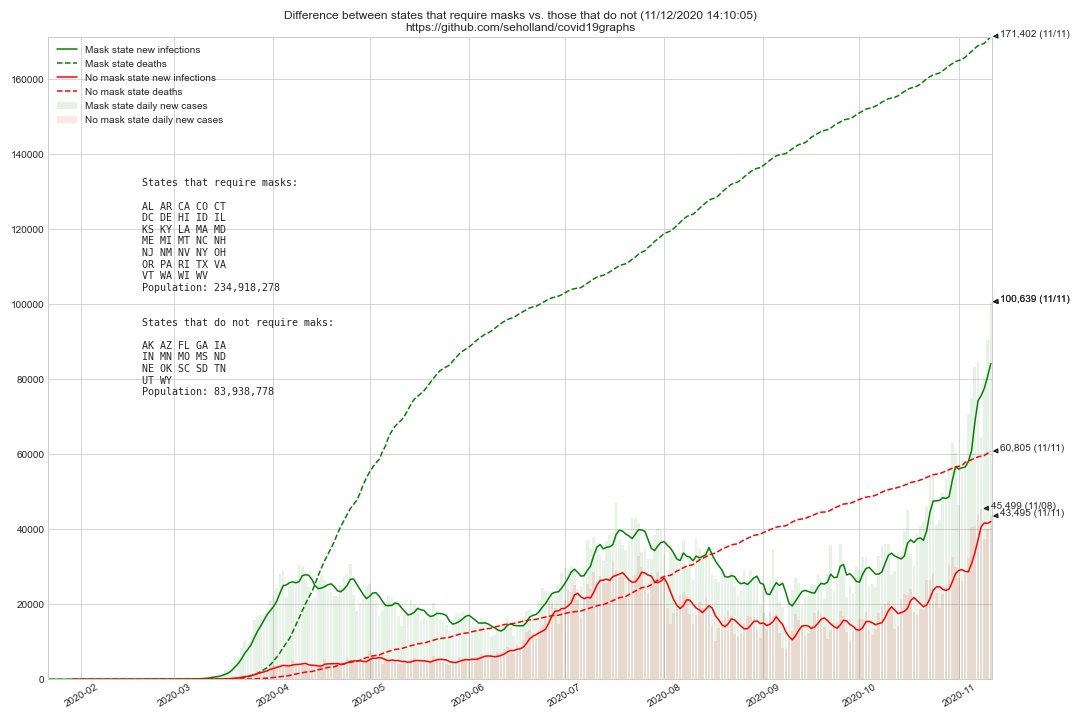 Difference between states that require masks vs. those that do not (11/12/2020 14:10:05)
https://github.com/seholland/covid19graphs
Mask state new infections
Mask state deaths
No mask state new infections
No mask state deaths
Mask state daily new cases
No mask state daily new cases
States that require masks:
AL AR CA CO CT
DC DE HI ID IL
KS KY LA MA MD
ME MI MT NC NH
NJ NM NV NY OH
OR PA RI TX VA
VT WA WI WV
Population: 234,918,278
States that do not require maks:
AK AZ FL GA IA
IN MN MO MS ND
NE OK SC SD TN
UT WY
Population: 83,938,778
160000
140000
120000
100000
80000
60000
40000
20000
0
171,402 (11/11)
100,639 (11/11)
60,805 (11/11)
45,499 (11/08)
43,495 (11/11)
2020-02
2020-03
2020-04
2020-05
2020-06
2020-07
2020-08
2020-09
2020-10
2020-11